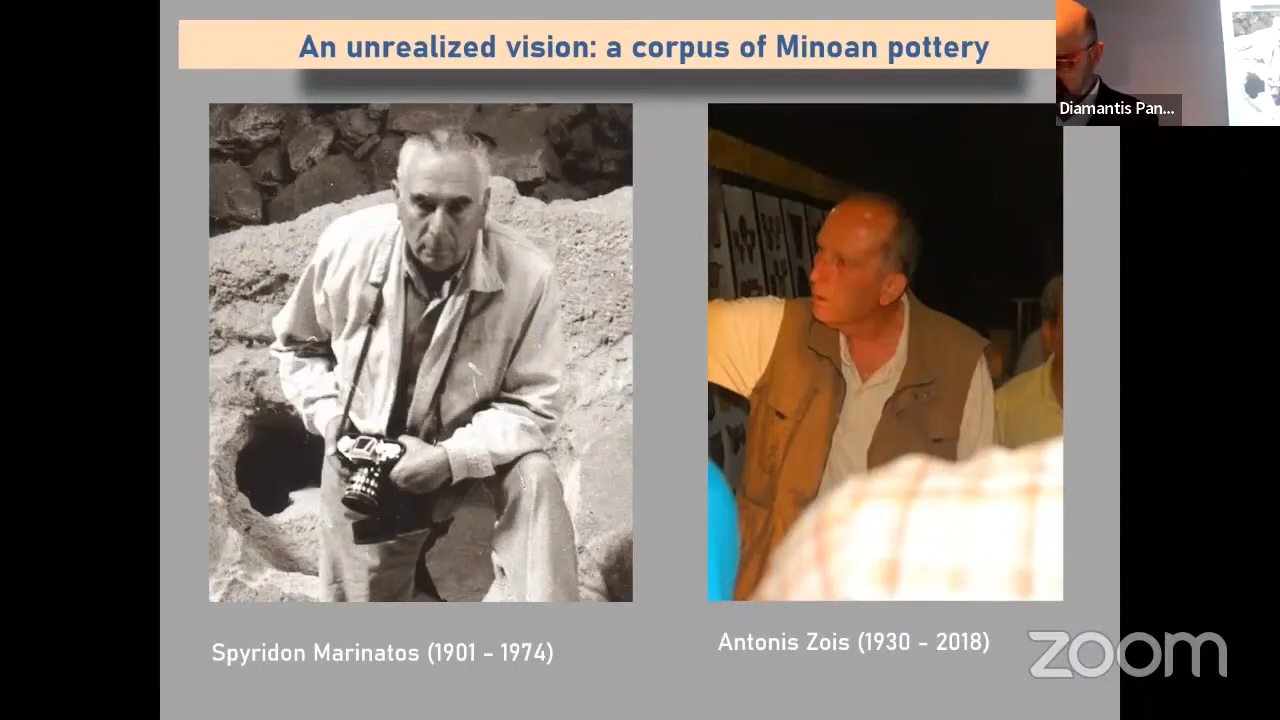 An unrealized vision: a corpus of Minoan pottery
Diamantis Pan...
Spyridon Marinatos (1901 - 1974)
Antonis Zois (1930 - 2018)
zoom